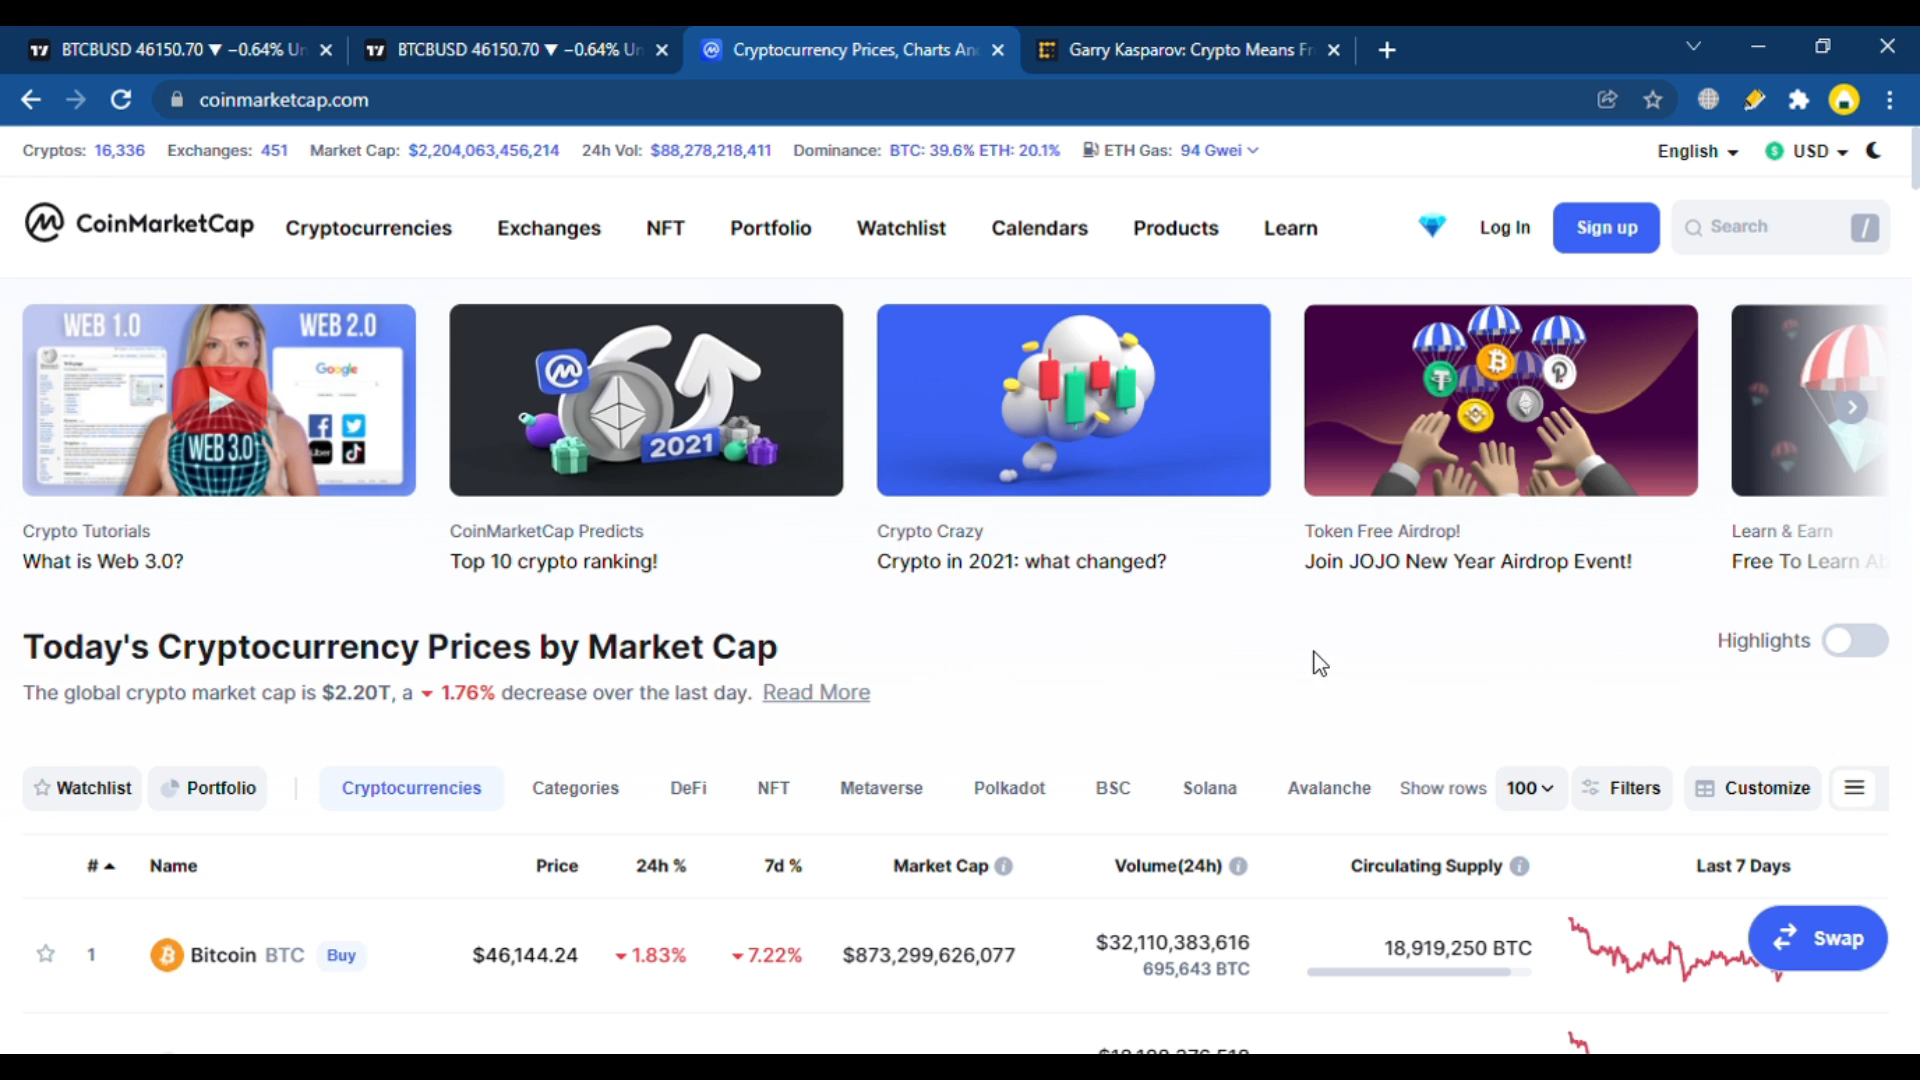 BTCBUSD 46150.70 ▼ −0.64% Un
BTCBUSD 46150.70 ▼ −0.64% Un
Cryptocurrency Prices, Charts An
Garry Kasparov: Crypto Means Fr
coinmarketcap.com
Cryptos: 16,336 Exchanges: 451 Market Cap: $2,204,063,456,214 24h Vol: $88,278,218,411 Dominance: BTC: 39.6% ETH: 20.1% ETH Gas: 94 Gwei English USD
CoinMarketCap Cryptocurrencies Exchanges NFT Portfolio Watchlist Calendars Products Learn Log In Sign up Search /
WEB 1.0 WEB 2.0
Google
WEB 3.0
Uber
2021
Crypto Tutorials
What is Web 3.0?
CoinMarketCap Predicts
Top 10 crypto ranking!
Crypto Crazy
Crypto in 2021: what changed?
Token Free Airdrop!
Join JOJO New Year Airdrop Event!
Learn & Earn
Free To Learn Ab
Today's Cryptocurrency Prices by Market Cap
Highlights
The global crypto market cap is $2.20T, a ▼ 1.76% decrease over the last day. Read More
Watchlist Portfolio Cryptocurrencies Categories DeFi NFT Metaverse Polkadot BSC Solana Avalanche Show rows 100 Filters Customize
# Name Price 24h % 7d % Market Cap Volume(24h) Circulating Supply Last 7 Days
1 Bitcoin BTC Buy $46,144.24 1.83% 7.22% $873,299,626,077 $32,110,383,616 18,919,250 BTC
695,643 BTC
Swap